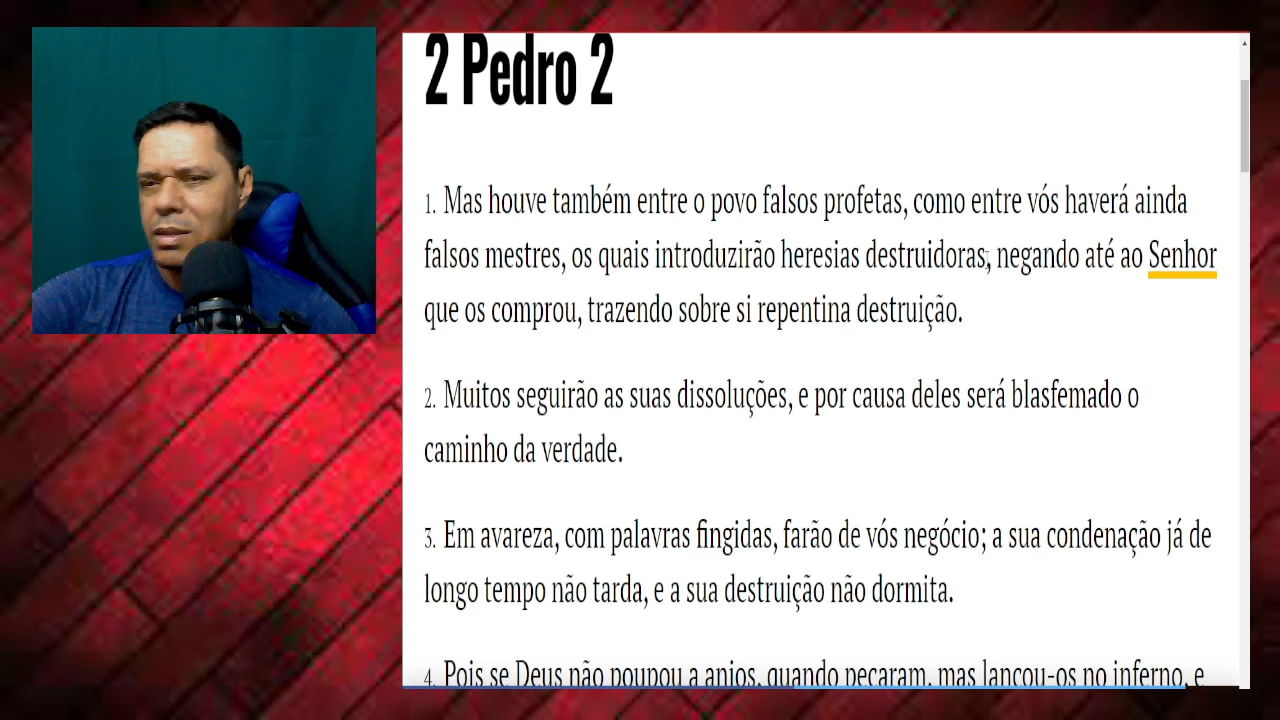 2 Pedro 2
1. Mas houve também entre o povo falsos profetas, como entre vós haverá ainda
falsos mestres, os quais introduzirão heresias destruidoras, negando até ao Senhor
que os comprou, trazendo sobre si repentina destruição.
2. Muitos seguirão as suas dissoluções, e por causa deles será blasfemado o
caminho da verdade.
3. Em avareza, com palavras fingidas, farão de vós negócio; a sua condenação já de
longo tempo não tarda, e a sua destruição não dormita.
4. Pois se Deus não poupou a anjos, quando pecaram, mas lançou-os no inferno, e